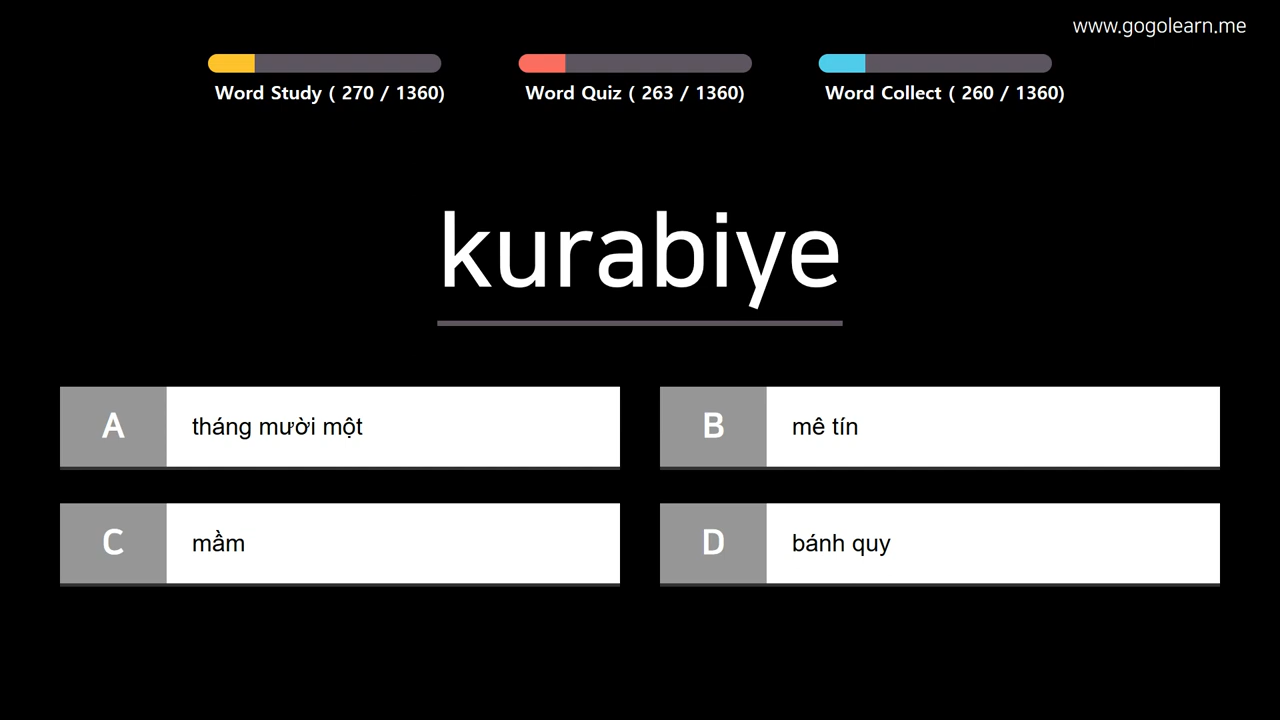 www.gogolearn.me
Word Study ( 270 / 1360)
Word Quiz ( 263 / 1360)
Word Collect ( 260 / 1360)
kurabiye
A
tháng mười một
B
mê tín
C
mầm
D
bánh quy